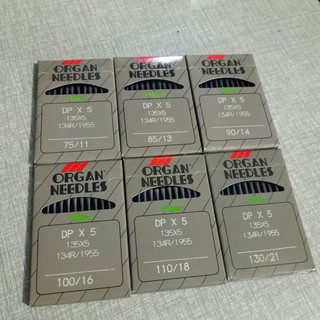 ORGAN
NEEDLES
DP X 5
135X5
134R/1955
75/11
ORGAN
NEEDLES
DP X 5
135X5
134R/1955
85/13
ORGAN
NEEDLES
DP X 5
135X5
134R/1955
90/14
ORGAN
NEEDLES
DP X 5
135X5
134R/1955
100/16
ORGAN
NEEDLES
DP X 5
135X5
134R/1955
110/18
ORGAN
NEEDLES
DP X 5
135X5
134R/1955
130/21